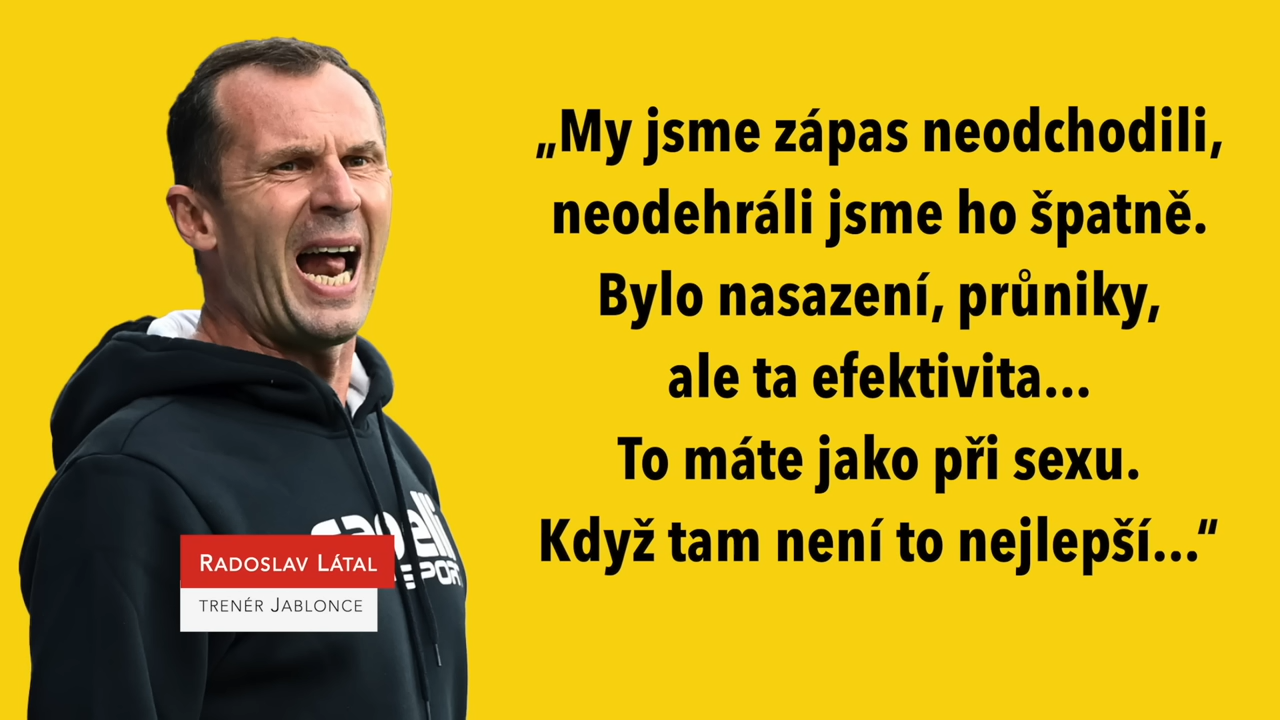 „My jsme zápas neodchodili,
neodehráli jsme ho špatně.
Bylo nasazení, průniky,
ale ta efektivita...
To máte jako při sexu.
Když tam není to nejlepší...“
RADOSLAV LÁTAL
TRENÉR JABLONCE